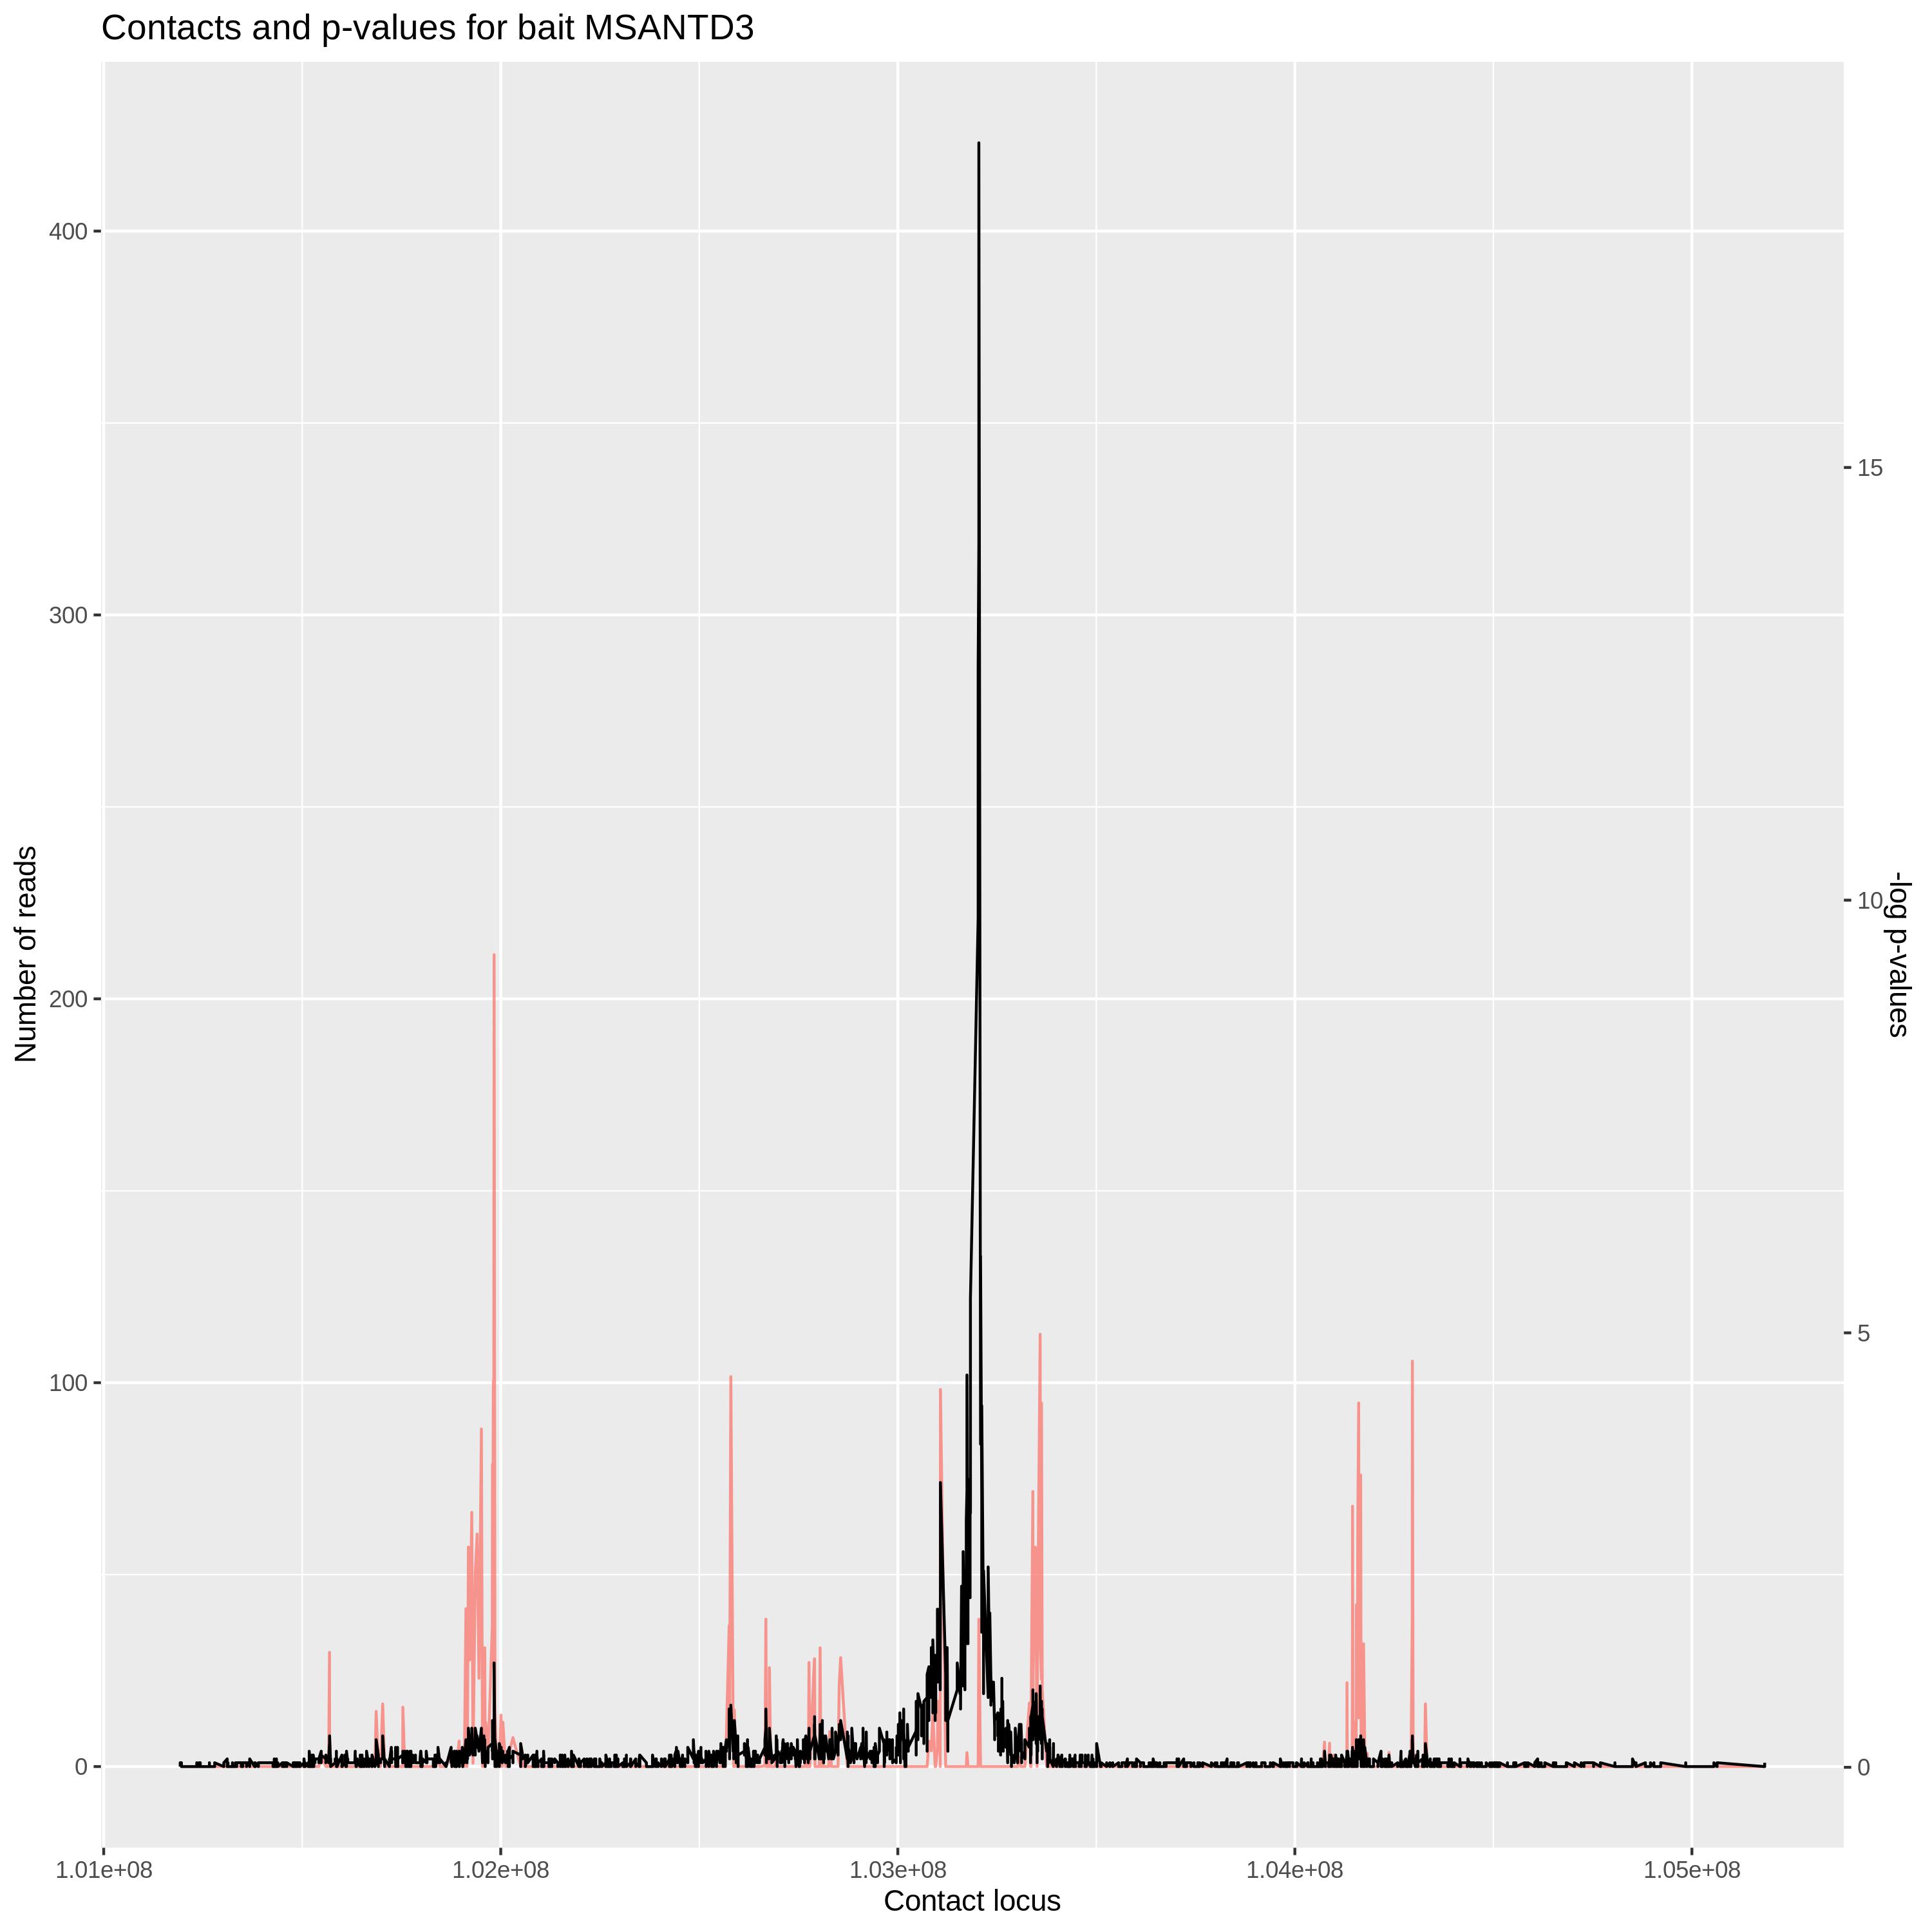 Contacts and p-values for bait MSANTD3
400
300
200
100
0
Number of reads
15
10
5
0
-log p-values
1.01e+08
1.02e+08
1.03e+08
1.04e+08
1.05e+08
Contact locus